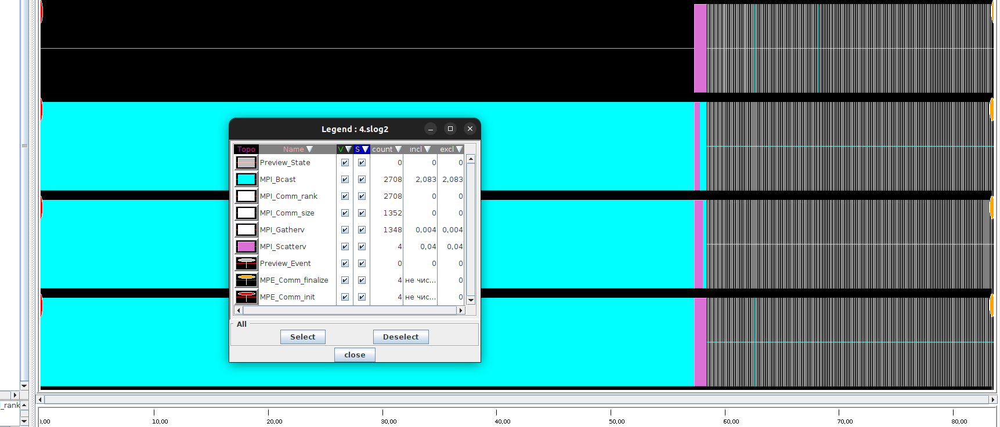 Legend : 4.slog2
Topo Name V S count incl excl
Preview_State 0 0 0
MPI_Bcast 2708 2,083 2,083
MPI_Comm_rank 2708 0 0
MPI_Comm_size 1352 0 0
MPI_Gatherv 1348 0,004 0,004
MPI_Scatterv 4 0,04 0,04
Preview_Event 0 0 0
MPE_Comm_finalize 4 не чис... 0
MPE_Comm_init 4 не чис... 0
All
Select Deselect
close
_rank
0,00 10,00 20,00 30,00 40,00 50,00 60,00 70,00 80,00